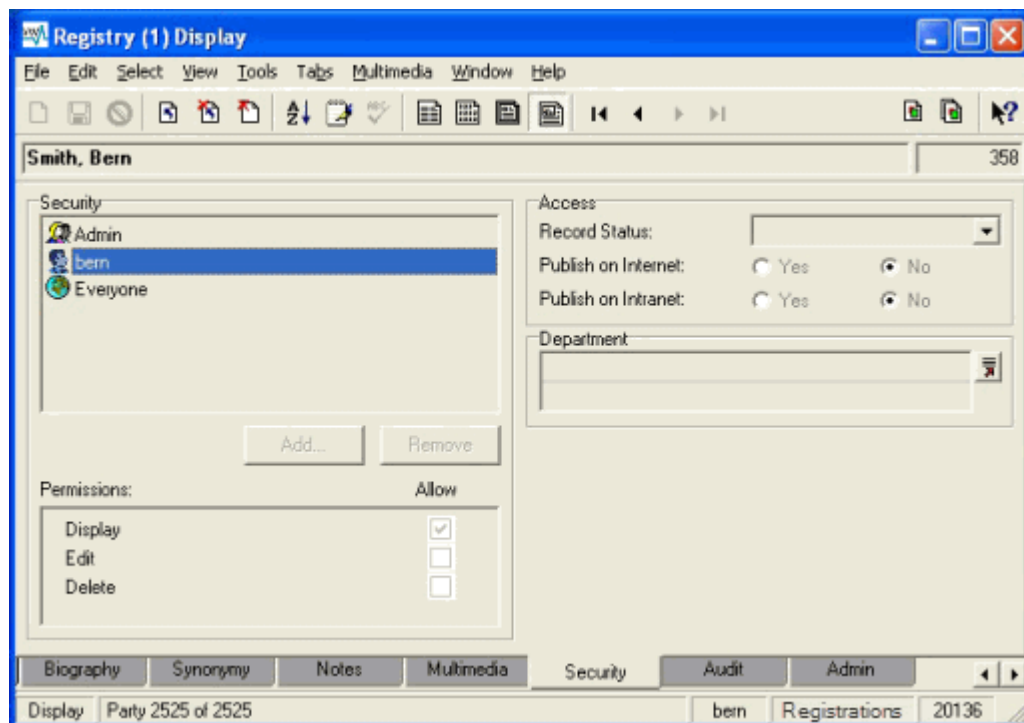 Registry (1) Display
File Edit Select View Tools Tabs Multimedia Window Help
Smith, Bern 358
Security
Admin
bern
Everyone
Add... Remove
Permissions: Allow
Display
Edit
Delete
Access
Record Status:
Publish on Internet: Yes No
Publish on Intranet: Yes No
Department
Biography Synonymy Notes Multimedia Security Audit Admin
Display Party 2525 of 2525 bern Registrations 20136